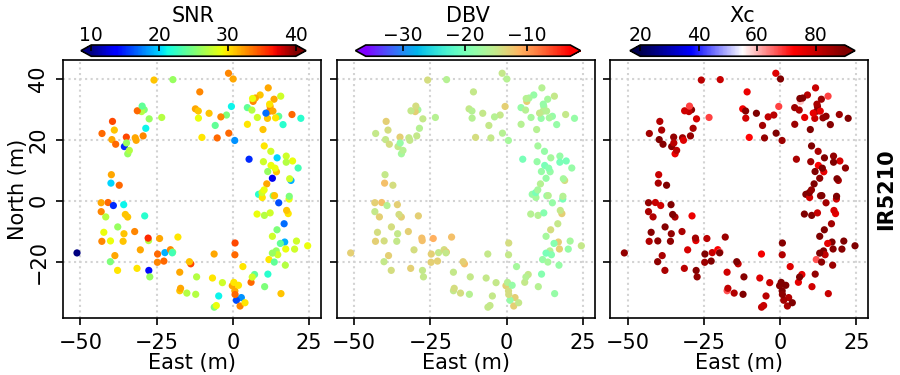 SNR DBV Xc
10 20 30 40 −30 −20 −10 20 40 60 80
North (m)
40
20
0
−20
IR5210
−50 −25 0 25 −50 −25 0 25 −50 −25 0 25
East (m) East (m) East (m)